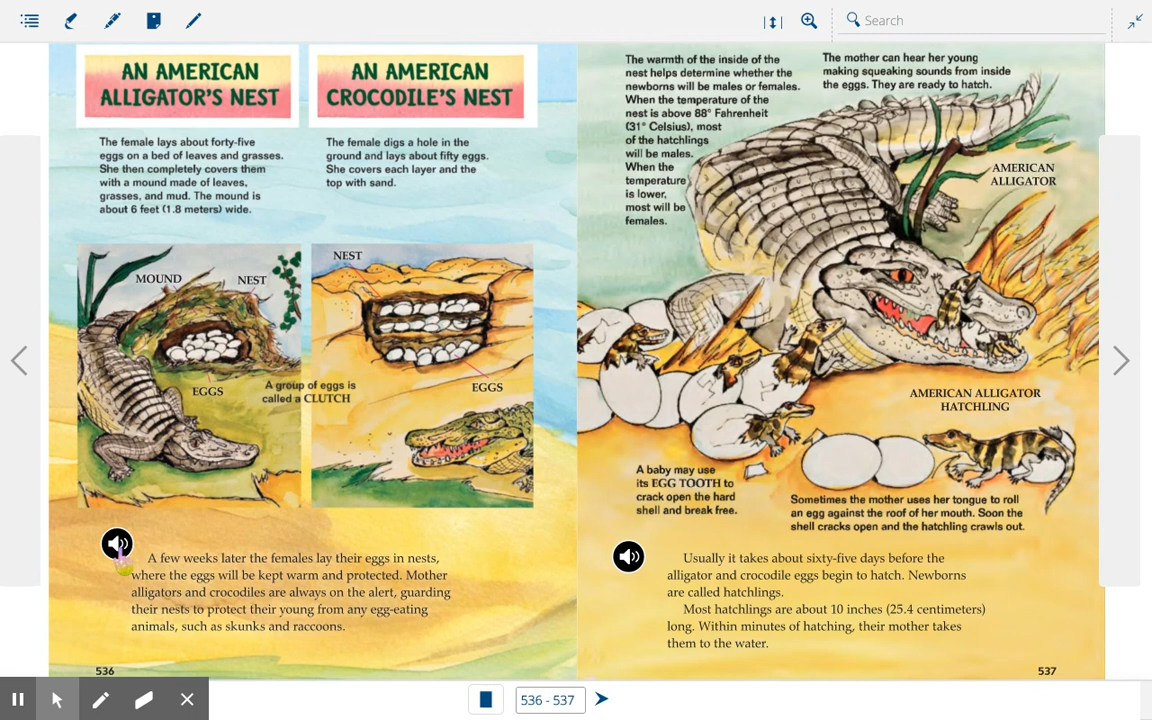 Search
AN AMERICAN
ALLIGATOR'S NEST
The female lays about forty-five
eggs on a bed of leaves and grasses.
She then completely covers them
with a mound made of leaves,
grasses, and mud. The mound is
about 6 feet (1.8 meters) wide.
AN AMERICAN
CROCODILE'S NEST
The female digs a hole in the
ground and lays about fifty eggs.
She covers each layer and the
top with sand.
MOUND
NEST
EGGS
NEST
EGGS
A group of eggs is
called a CLUTCH
A few weeks later the females lay their eggs in nests,
where the eggs will be kept warm and protected. Mother
alligators and crocodiles are always on the alert, guarding
their nests to protect their young from any egg-eating
animals, such as skunks and raccoons.
536
The warmth of the inside of the
nest helps determine whether the
newborns will be males or females.
When the temperature of the
nest is above 88° Fahrenheit
(31° Celsius), most
of the hatchlings
will be males.
When the
temperature
is lower,
most will be
females.
The mother can hear her young
making squeaking sounds from inside
the eggs. They are ready to hatch.
AMERICAN
ALLIGATOR
AMERICAN ALLIGATOR
HATCHLING
A baby may use
its EGG TOOTH to
crack open the hard
shell and break free.
Sometimes the mother uses her tongue to roll
an egg against the roof of her mouth. Soon the
shell cracks open and the hatchling crawls out.
Usually it takes about sixty-five days before the
alligator and crocodile eggs begin to hatch. Newborns
are called hatchlings.
Most hatchlings are about 10 inches (25.4 centimeters)
long. Within minutes of hatching, their mother takes
them to the water.
537
536 - 537